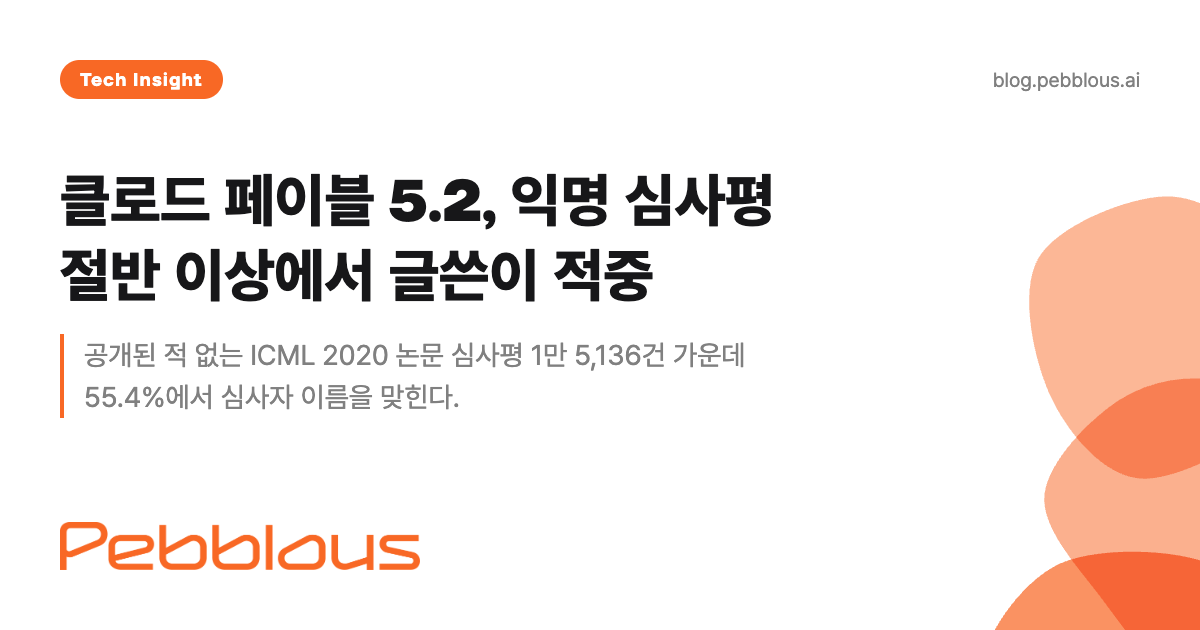 Tech Insight
blog.pebblous.ai
클로드 페이블 5.2, 익명 심사평
절반 이상에서 글쓴이 적중
공개된 적 없는 ICML 2020 논문 심사평 1만 5,136건 가운데
55.4%에서 심사자 이름을 맞힌다.
Pebblous